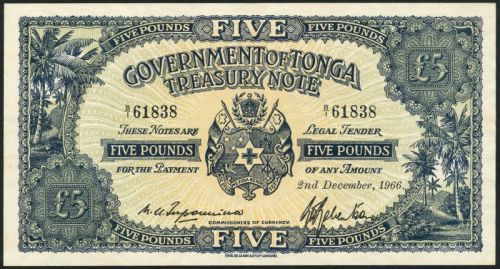 FIVE
FIVE POUNDS FIVE POUNDS
GOVERNMENT OF TONGA
TREASURY NOTE
£5
B/1 61838 B/1 61838
THESE NOTES ARE LEGAL TENDER
FIVE POUNDS FIVE POUNDS
FOR THE PAYMENT OF ANY AMOUNT
2nd December, 1966.
£5
COMMISSIONERS OF CURRENCY.
FIVE POUNDS FIVE POUNDS
FIVE